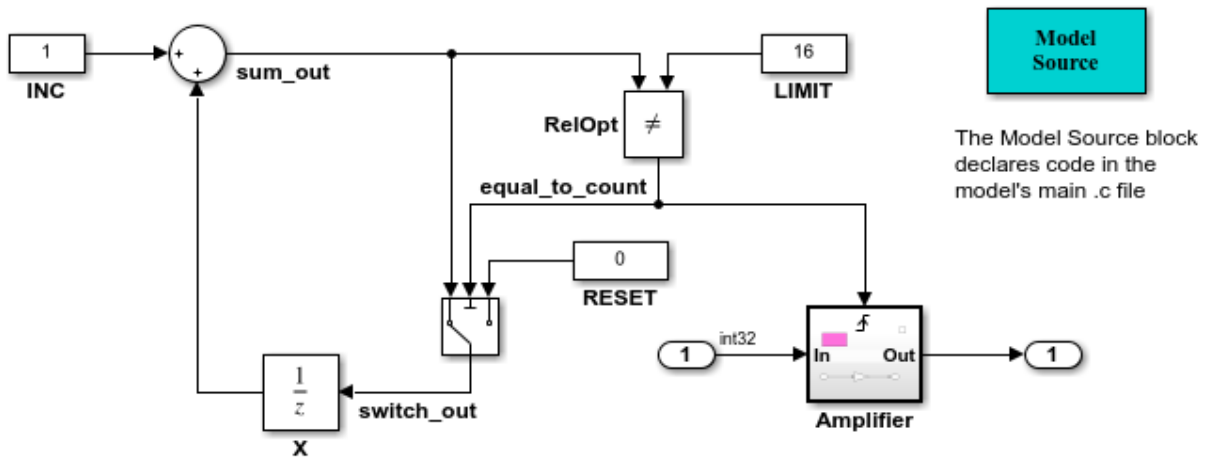 1
INC
+
+
sum_out
16
LIMIT
Model
Source
RelOpt
≠
The Model Source block
declares code in the
model's main .c file
equal_to_count
0
RESET
1
int32
In
Out
1
Amplifier
1
z
X
switch_out